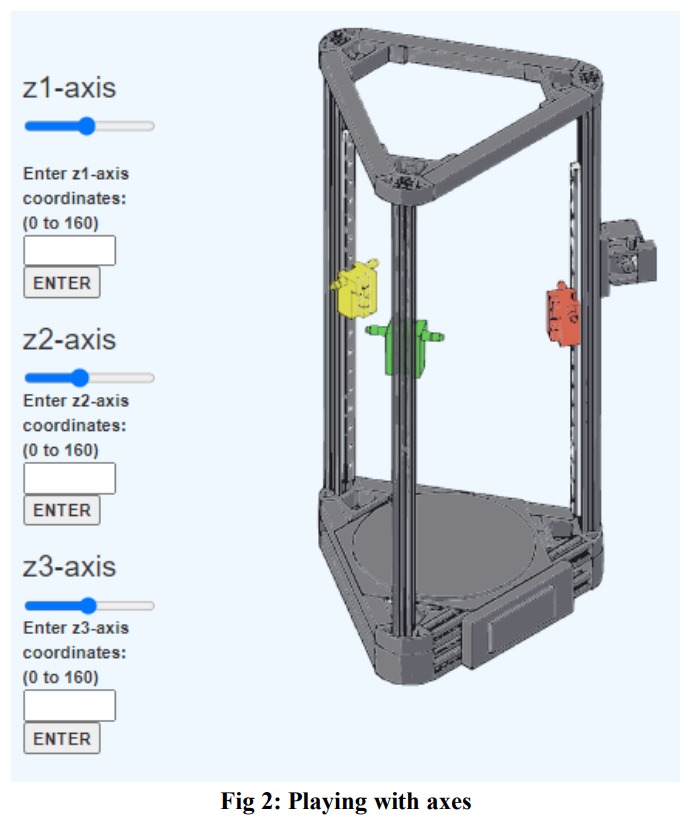 z1-axis
Enter z1-axis
coordinates:
(0 to 160)
ENTER
z2-axis
Enter z2-axis
coordinates:
(0 to 160)
ENTER
z3-axis
Enter z3-axis
coordinates:
(0 to 160)
ENTER
Fig 2: Playing with axes